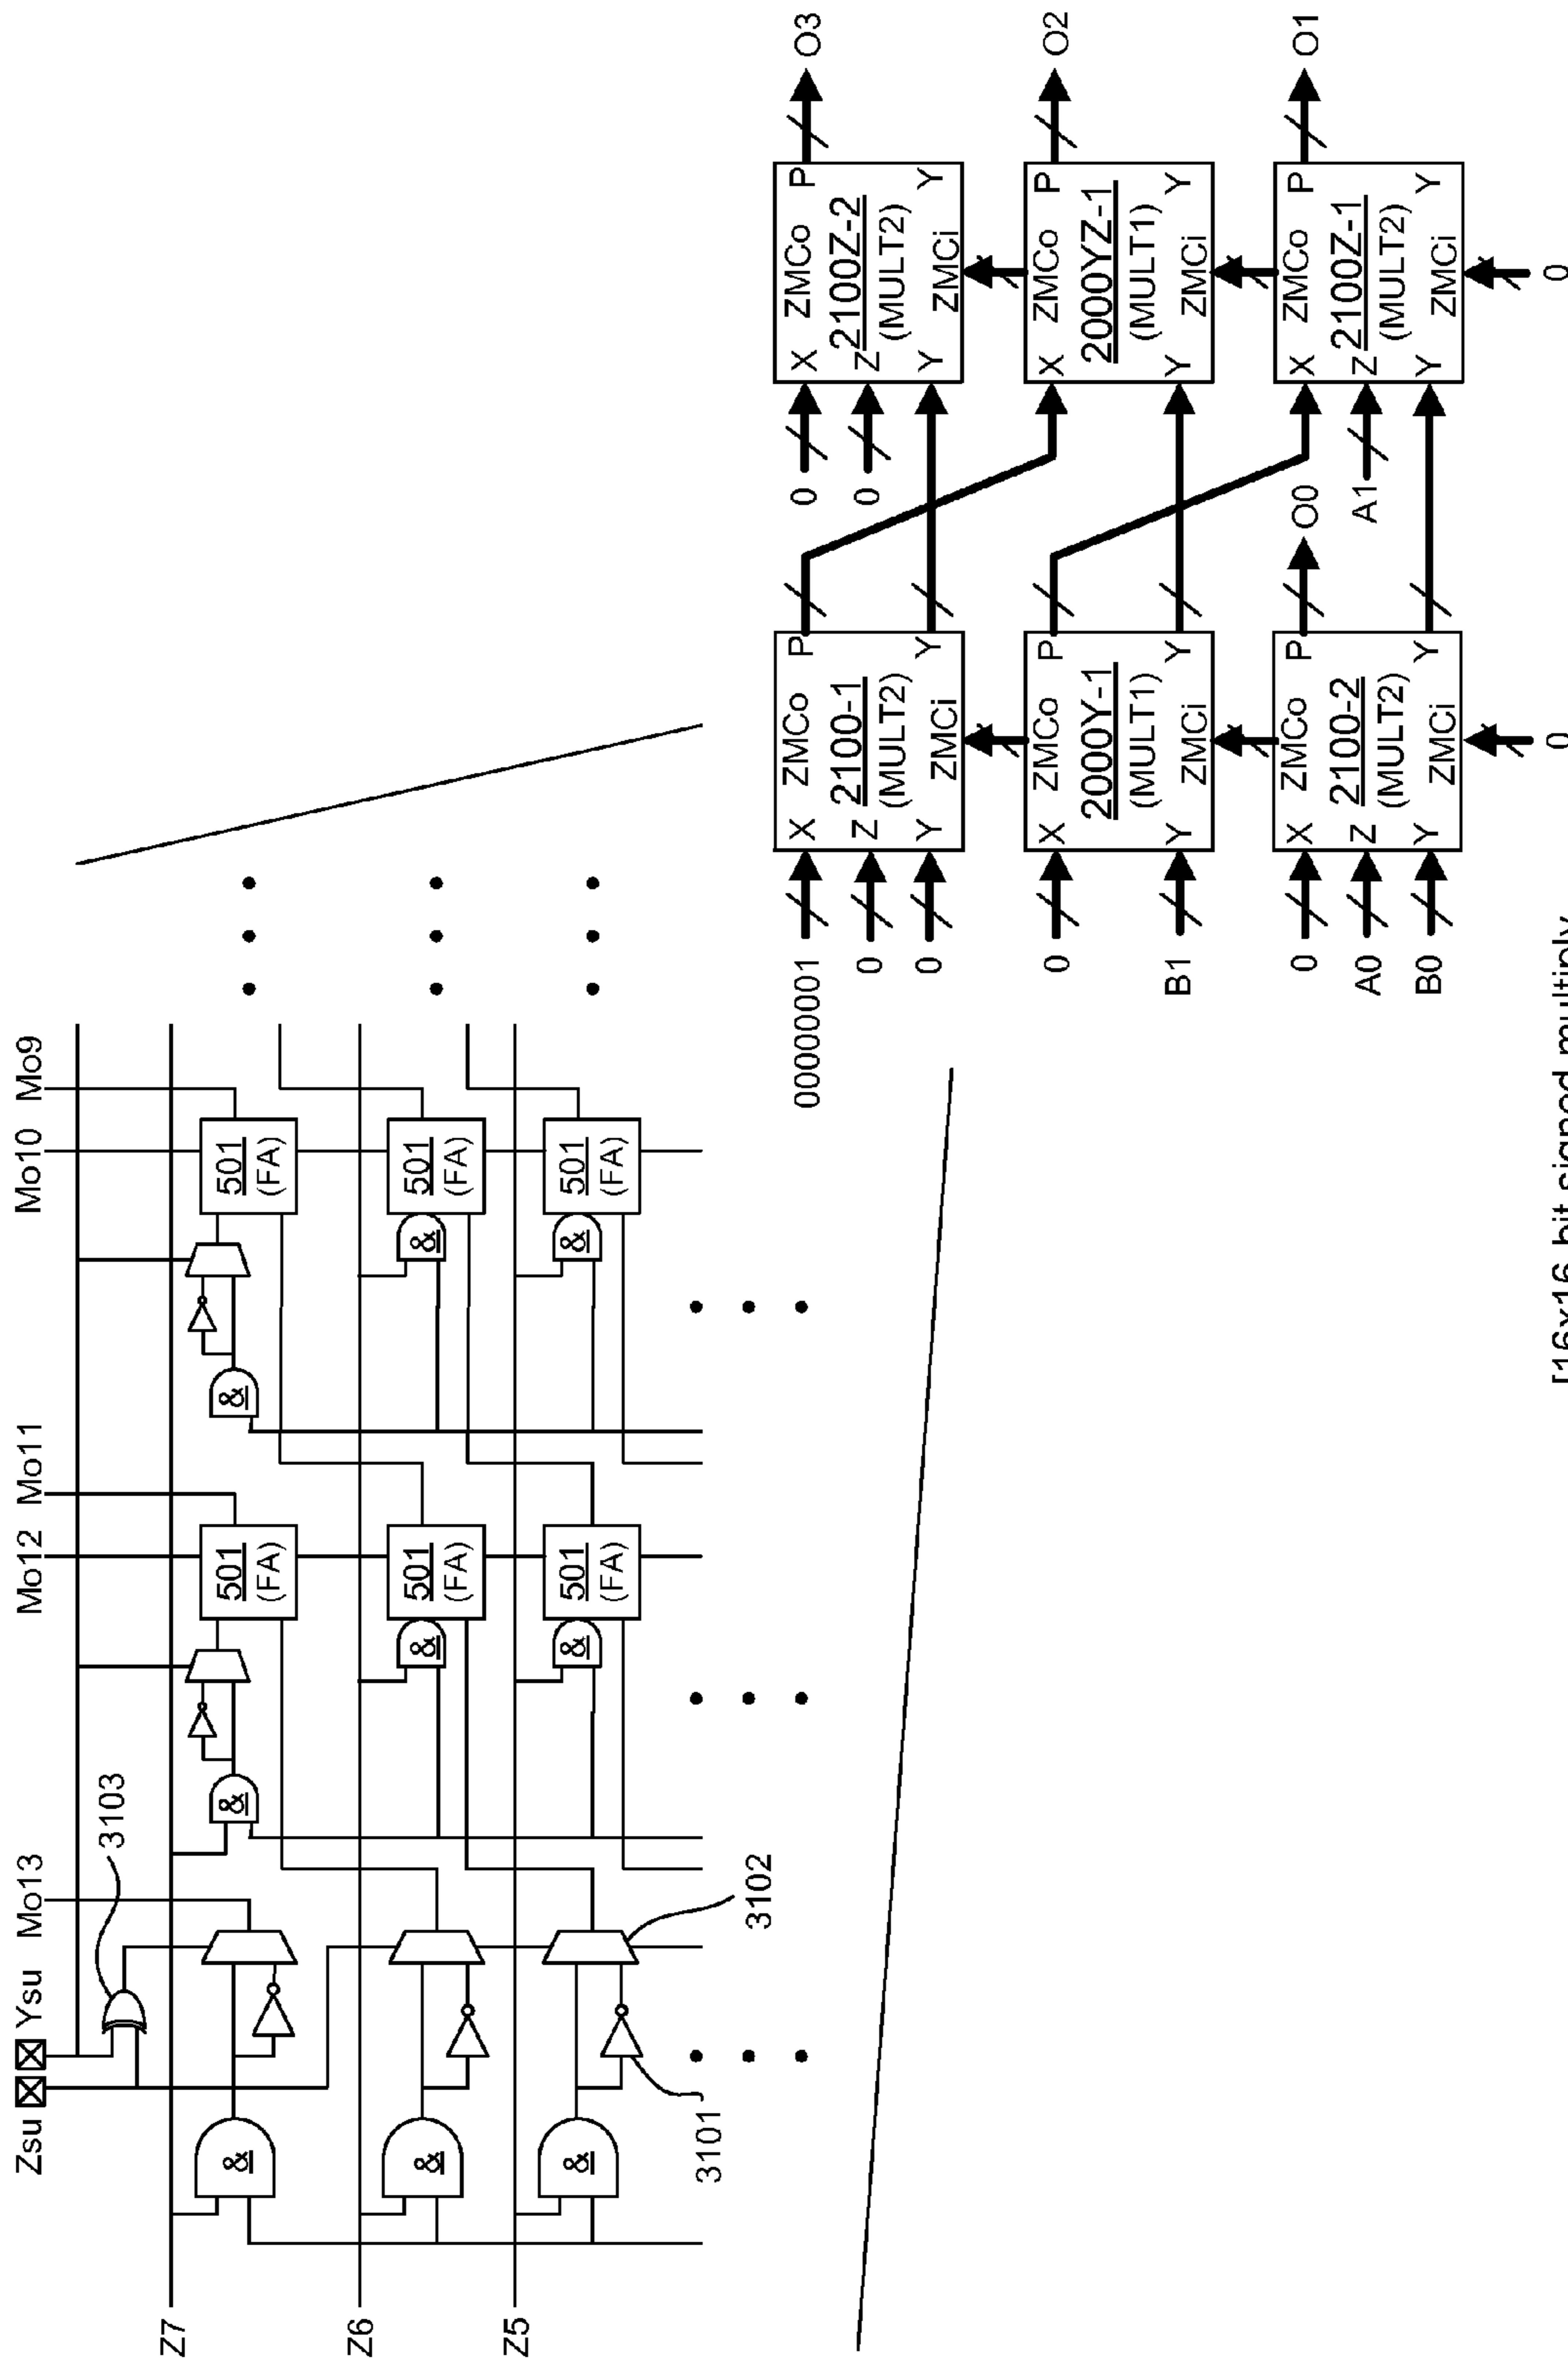 Zsu Ysu Mo13 Mo12 Mo11 Mo10 Mo9
3103
Z7
& & 501 (FA) & 501 (FA)
Z6
& & 501 (FA) & 501 (FA)
Z5
& & 501 (FA) & 501 (FA)
3101 3102
00000001 X ZMCo P
0 X ZMCo P O3
0 Z 2100-1
0 Z 2100Z-2
(MULT2)
(MULT2)
0 Y ZMCi Y
Y ZMCi Y
0 X ZMCo P
X ZMCo P O2
2000Y-1
2000YZ-1
(MULT1)
(MULT1)
B1 Y ZMCi Y
Y ZMCi Y
0 X ZMCo P O0
X ZMCo P O1
A0 Z 2100-2
A1 Z 2100Z-1
(MULT2)
(MULT2)
B0 Y ZMCi Y
Y ZMCi Y
0 0
[16x16 bit signed multiply